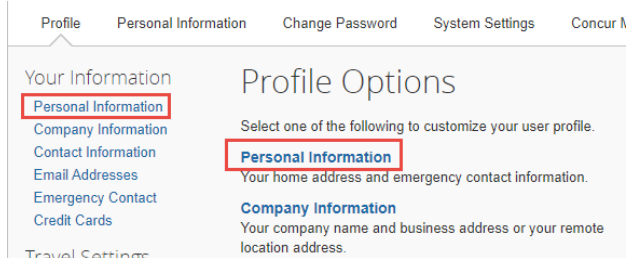 Profile Personal Information Change Password System Settings Concur
Your Information
Personal Information
Company Information
Contact Information
Email Addresses
Emergency Contact
Credit Cards
Travel Settings
Profile Options
Select one of the following to customize your user profile.
Personal Information
Your home address and emergency contact information.
Company Information
Your company name and business address or your remote
location address.